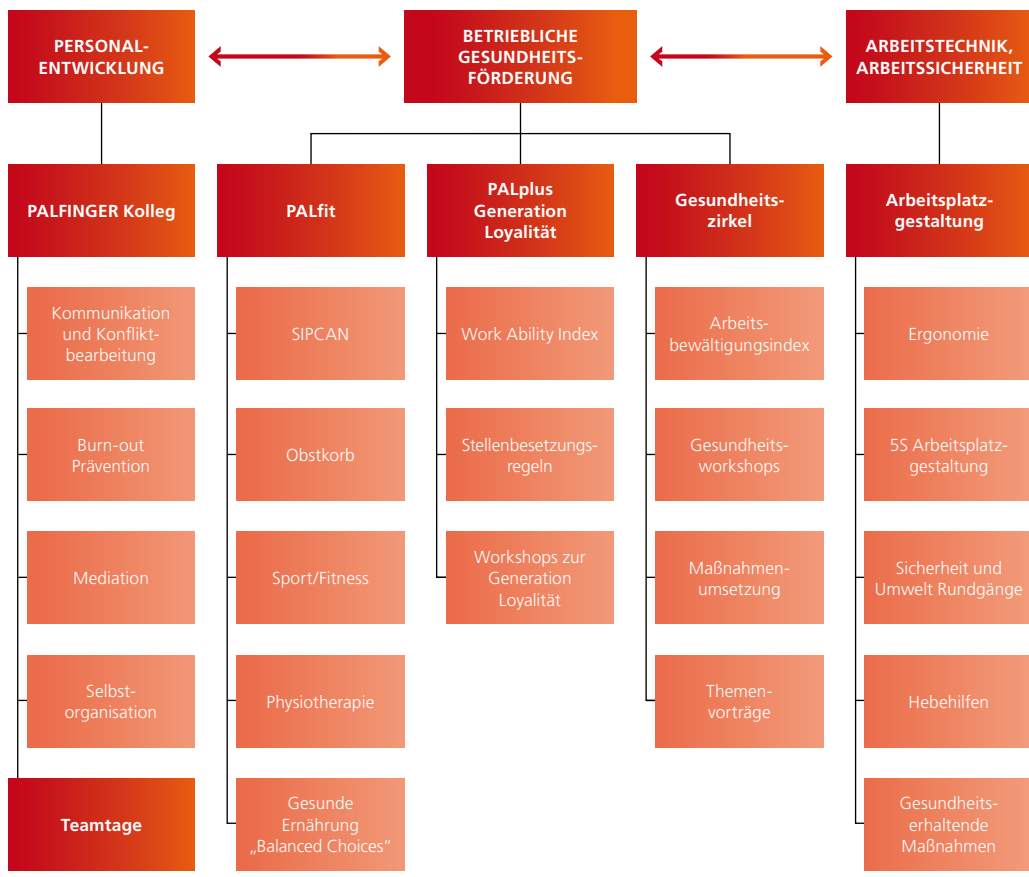 PERSONAL-
ENTWICKLUNG
BETRIEBLICHE
GESUNDHEITS-
FÖRDERUNG
ARBEITSTECHNIK,
ARBEITSSICHERHEIT
PALFINGER Kolleg
PALfit
PALplus
Generation
Loyalität
Gesundheits-
zirkel
Arbeitsplatz-
gestaltung
Kommunikation
und Konflikt-
bearbeitung
SIPCAN
Work Ability Index
Arbeits-
bewältigungsindex
Ergonomie
Burn-out
Prävention
Obstkorb
Stellenbesetzungs-
regeln
Gesundheits-
workshops
5S Arbeitsplatz-
gestaltung
Mediation
Sport/Fitness
Workshops zur
Generation
Loyalität
Maßnahmen-
umsetzung
Sicherheit und
Umwelt Rundgänge
Selbst-
organisation
Physiotherapie
Themen-
vorträge
Hebehilfen
Teamtage
Gesunde
Ernährung
„Balanced Choices“
Gesundheits-
erhaltende
Maßnahmen